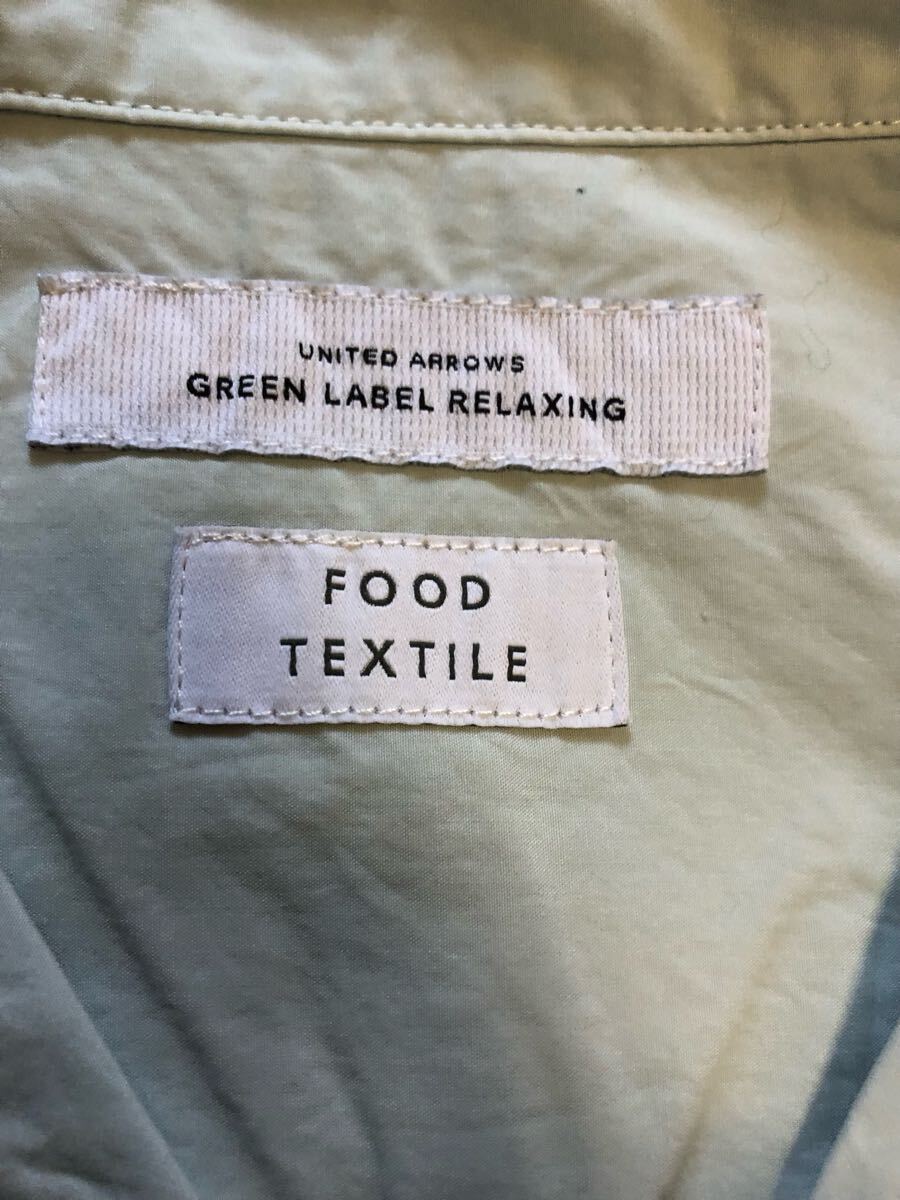 UNITED ARROWS
GREEN LABEL RELAXING
FOOD
TEXTILE